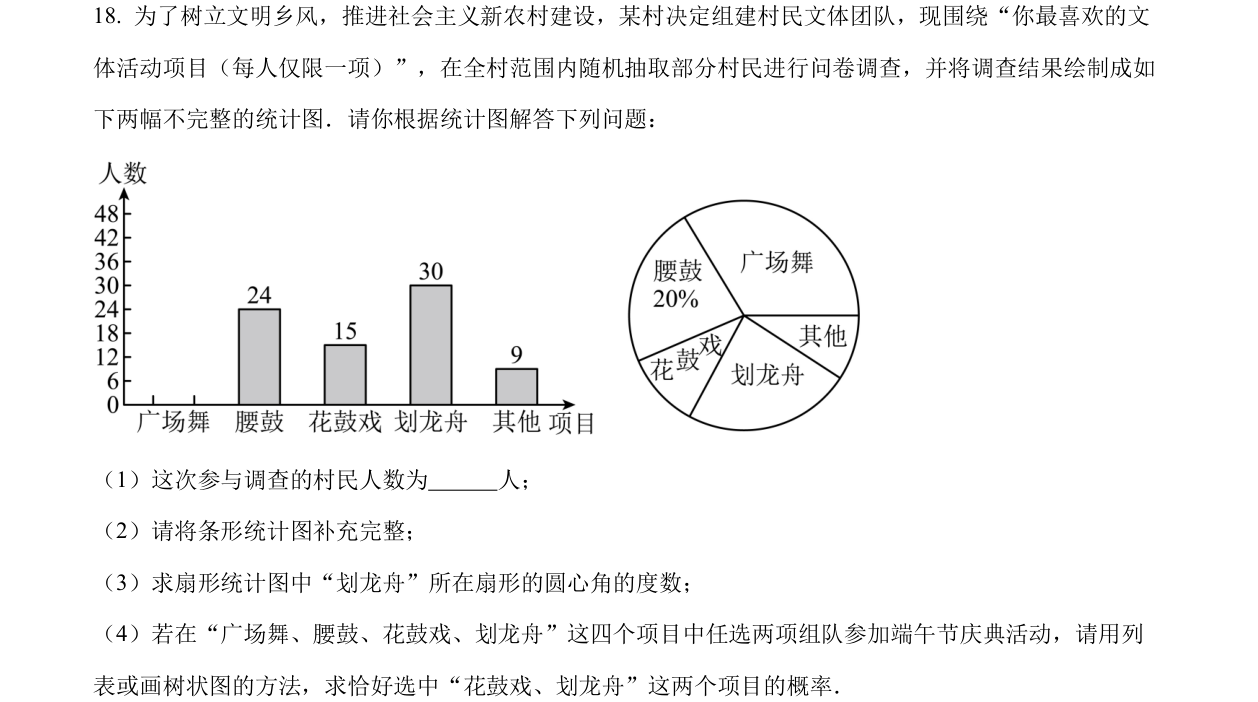 18. 为了树立文明乡风，推进社会主义新农村建设，某村决定组建村民文体团队，现围绕“你最喜欢的文
体活动项目（每人仅限一项）”，在全村范围内随机抽取部分村民进行问卷调查，并将调查结果绘制成如
下两幅不完整的统计图．请你根据统计图解答下列问题：
人数
48
42
36
30
24
18
12
6
0
24
15
30
9
广场舞 腰鼓 花鼓戏 划龙舟 其他 项目
广场舞
腰鼓
20%
花鼓戏
划龙舟
其他
（1）这次参与调查的村民人数为______人；
（2）请将条形统计图补充完整；
（3）求扇形统计图中“划龙舟”所在扇形的圆心角的度数；
（4）若在“广场舞、腰鼓、花鼓戏、划龙舟”这四个项目中任选两项组队参加端午节庆典活动，请用列
表或画树状图的方法，求恰好选中“花鼓戏、划龙舟”这两个项目的概率．